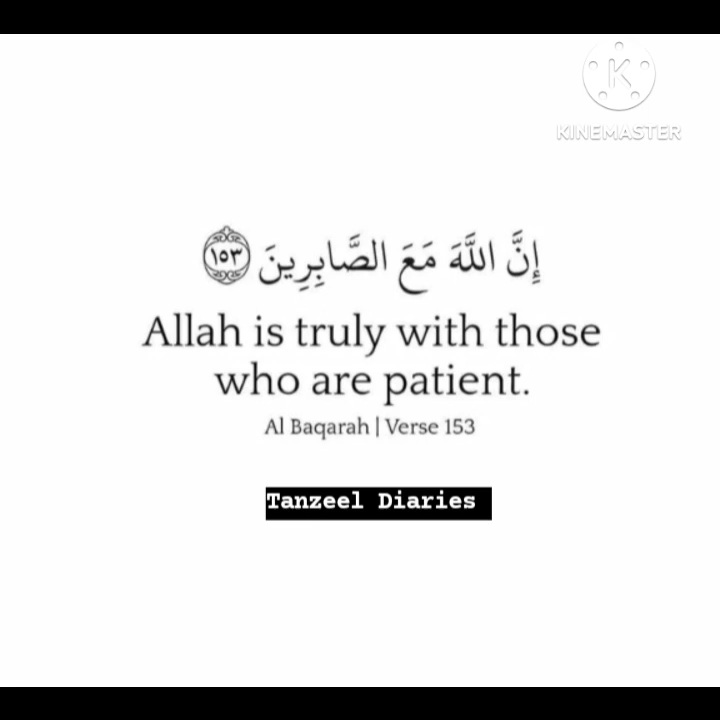 KINEMASTER
إِنَّ اللَّهَ مَعَ الصَّابِرِينَ ١٥٣
Allah is truly with those
who are patient.
Al Baqarah | Verse 153
Tanzeel Diaries